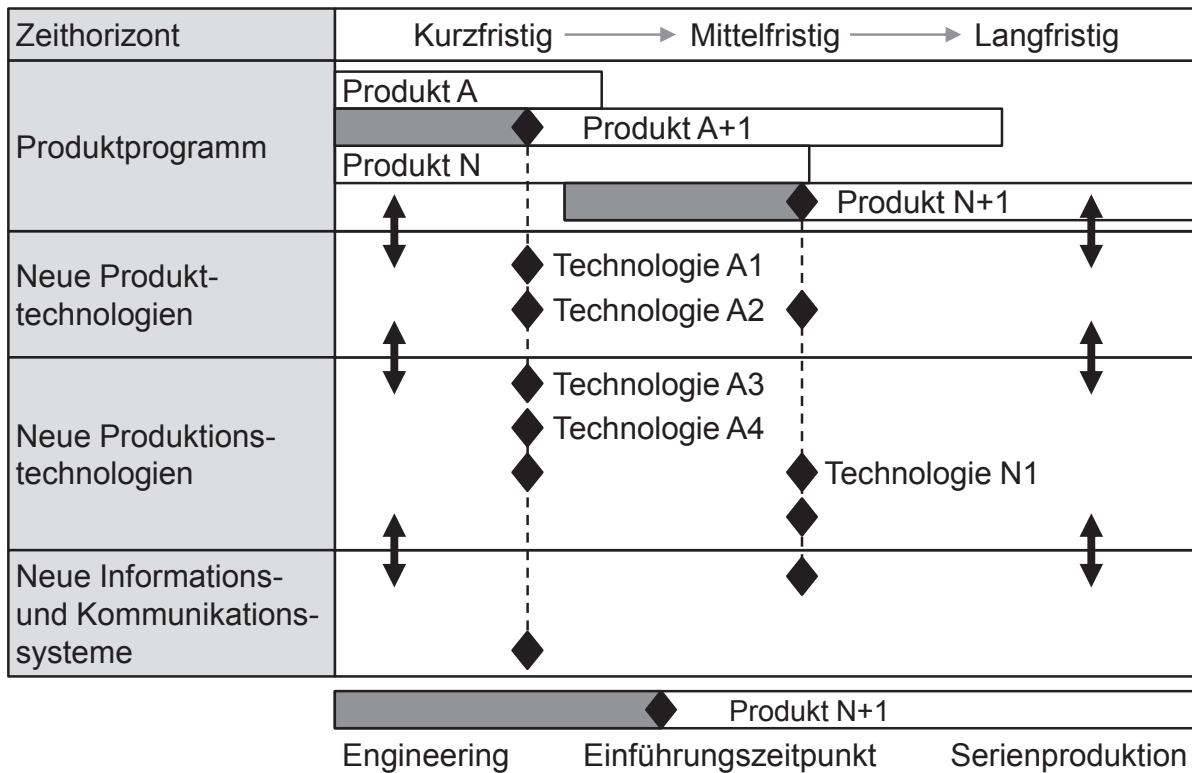 Zeithorizont
Kurzfristig
Mittelfristig
Langfristig
Produktprogramm
Produkt A
Produkt A+1
Produkt N
Produkt N+1
Neue Produkt-
technologien
Technologie A1
Technologie A2
Neue Produktions-
technologien
Technologie A3
Technologie A4
Technologie N1
Neue Informations-
und Kommunikations-
systeme
Produkt N+1
Engineering
Einführungszeitpunkt
Serienproduktion